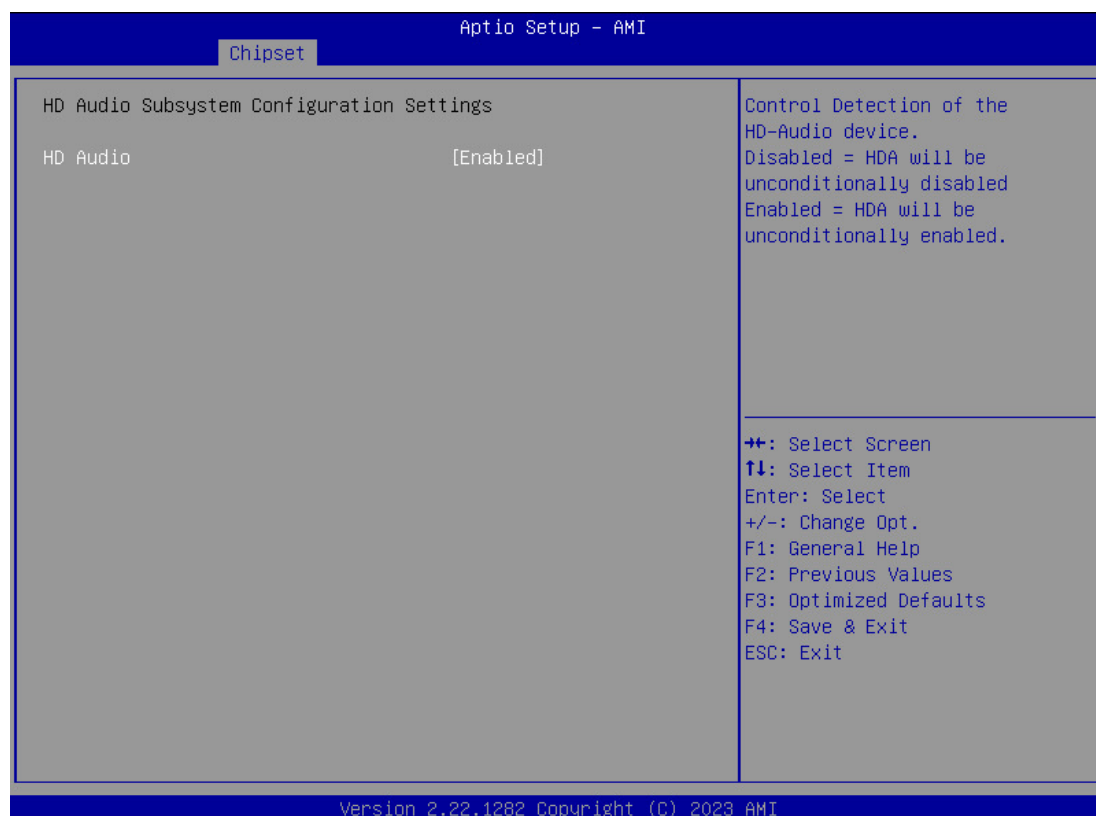 Aptio Setup – AMI
Chipset
HD Audio Subsystem Configuration Settings
HD Audio [Enabled]
Control Detection of the
HD-Audio device.
Disabled = HDA will be
unconditionally disabled
Enabled = HDA will be
unconditionally enabled.
→←: Select Screen
↑↓: Select Item
Enter: Select
+/-: Change Opt.
F1: General Help
F2: Previous Values
F3: Optimized Defaults
F4: Save & Exit
ESC: Exit
Version 2.22.1282 Copyright (C) 2023 AMI